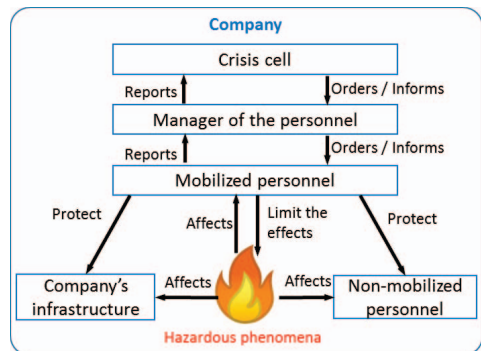 Company
Crisis cell
Reports
Orders / Informs
Manager of the personnel
Reports
Orders / Informs
Mobilized personnel
Protect
Affects
Limit the
effects
Protect
Company's
infrastructure
Affects
Affects
Non-mobilized
personnel
Hazardous phenomena